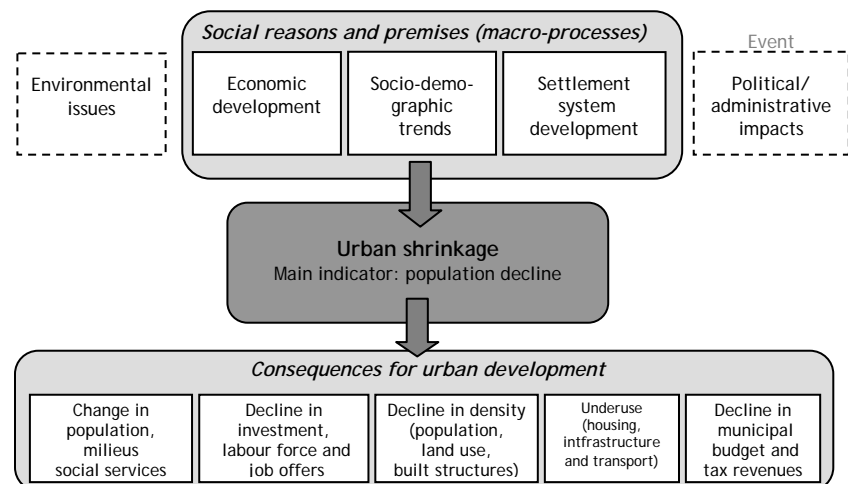 Social reasons and premises (macro-processes)
Event
Environmental
issues
Economic
development
Socio-demo-
graphic
trends
Settlement
system
development
Political/
administrative
impacts
Urban shrinkage
Main indicator: population decline
Consequences for urban development
Change in
population,
milieus
social services
Decline in
investment,
labour force and
job offers
Decline in density
(population,
land use,
built structures)
Underuse
(housing,
intfrastructure
and transport)
Decline in
municipal
budget and
tax revenues